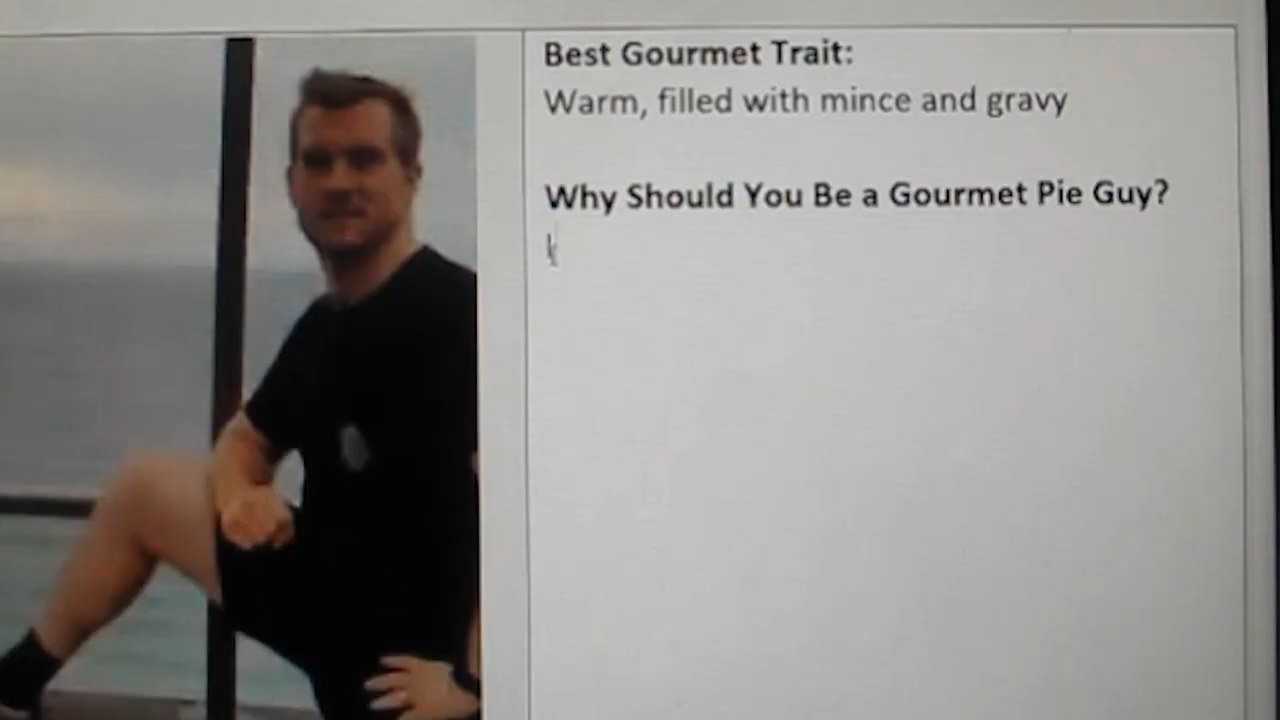 Best Gourmet Trait:
Warm, filled with mince and gravy
Why Should You Be a Gourmet Pie Guy?